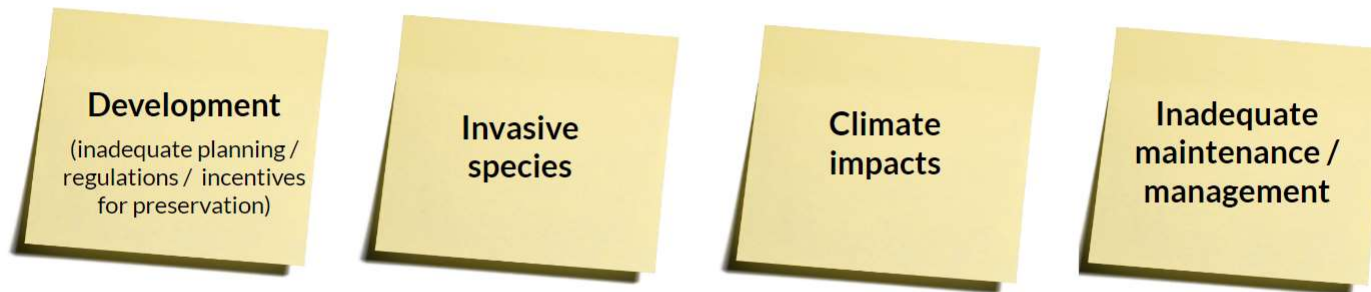 Development
(inadequate planning /
regulations / incentives
for preservation)
Invasive
species
Climate
impacts
Inadequate
maintenance /
management